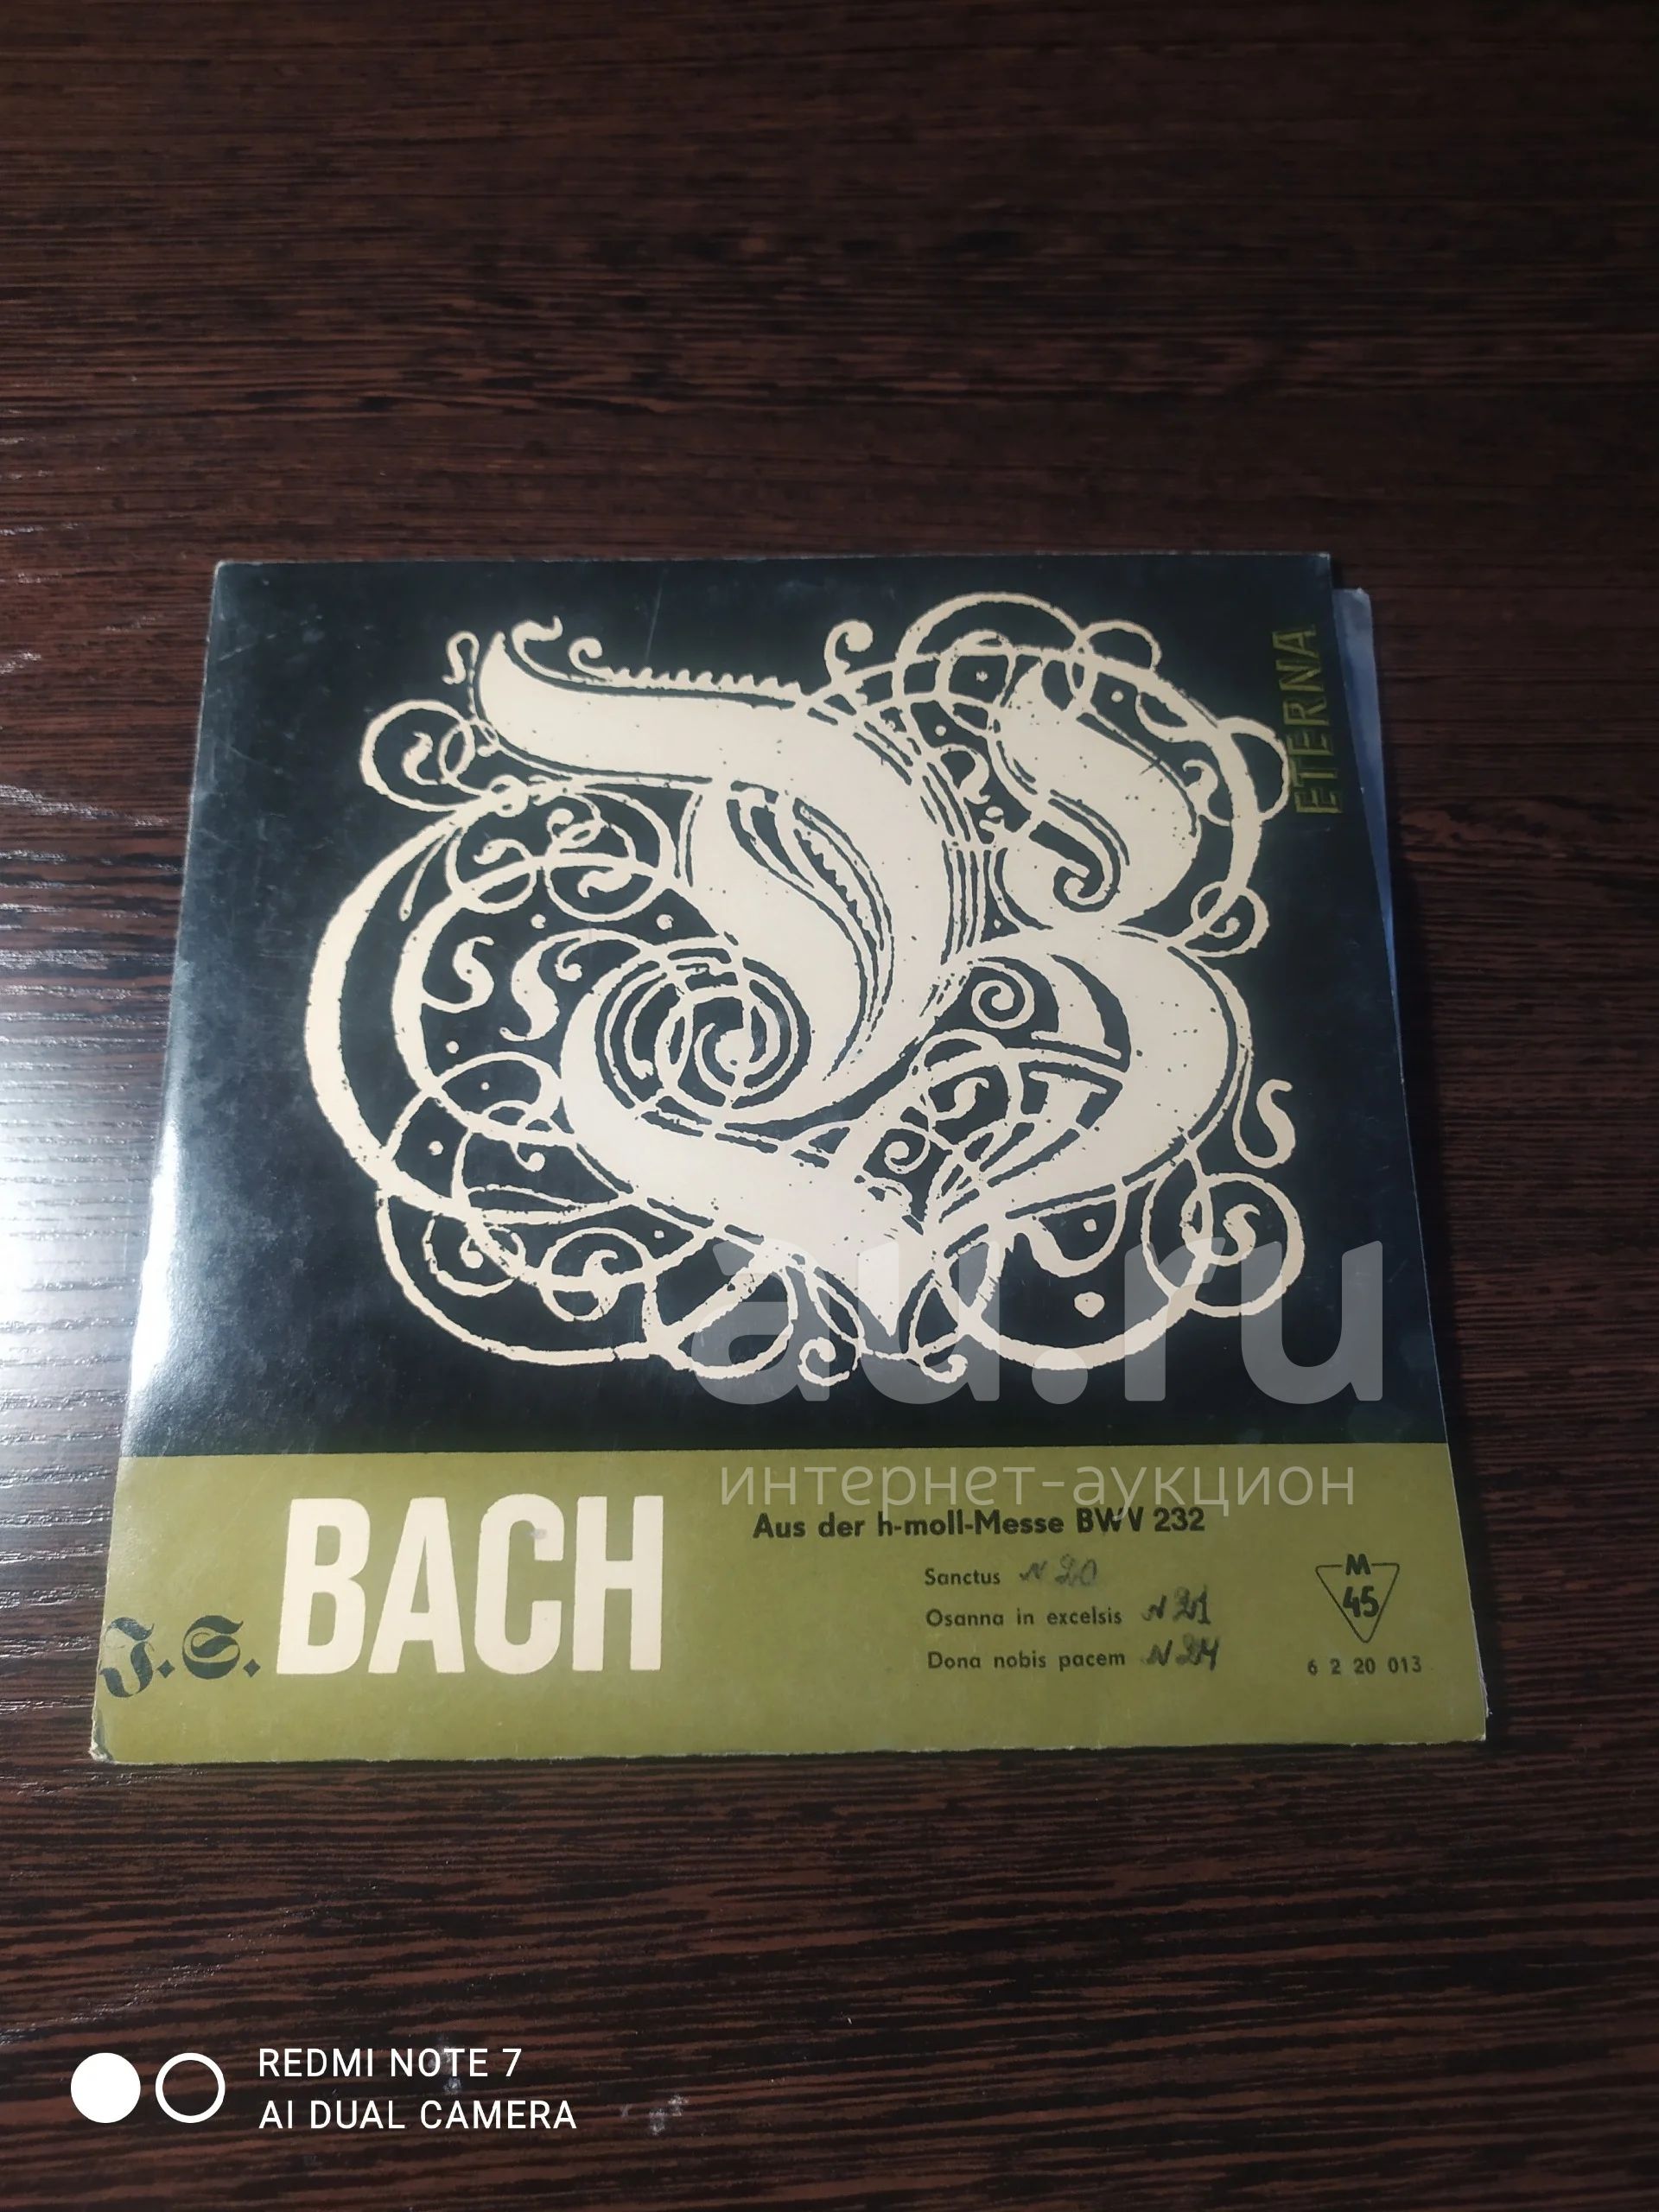 ETERNA
au.ru
интернет-аукцион
J. S. BACH
Aus der h-moll-Messe BWV 232
Sanctus N 20
Osanna in excelsis N 21
Dona nobis pacem N 24
M
45
6 2 20 013
REDMI NOTE 7
AI DUAL CAMERA